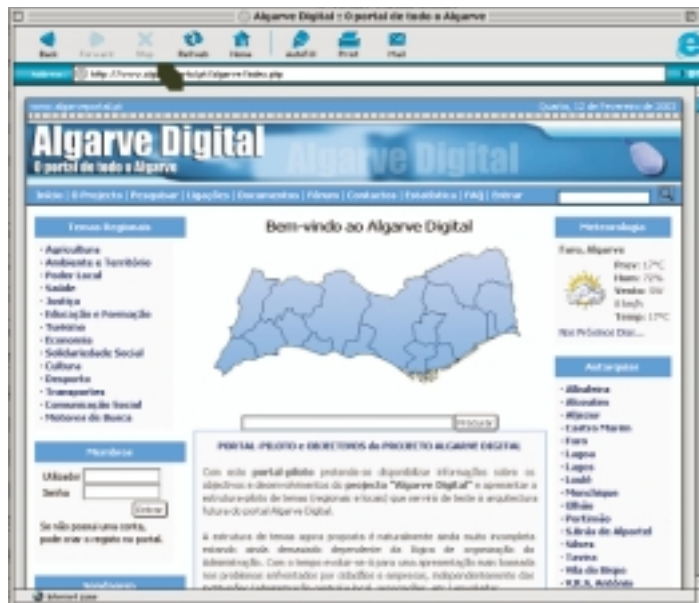 Algarve Digital :: O portal de todo o Algarve
Back Forward Stop Refresh Home AutoFill Print Mail
Quarta, 12 de Fevereiro de 2003
www.algarveportal.pt
Algarve Digital
O portal de todo o Algarve
Início | O Projecto | Pesquisar | Ligações | Documentos | Fórum | Contactos | Estatística | FAQ | Entrar
Temas Regionais
· Agricultura
· Ambiente e Território
· Poder Local
· Saúde
· Justiça
· Educação e Formação
· Turismo
· Economia
· Solidariedade Social
· Cultura
· Desporto
· Transportes
· Comunicação Social
· Motores de Busca
Membros
Utilizador
Senha
Entrar
Se não possui uma conta,
pode criar o registo no portal.
Sondagem
Bem-vindo ao Algarve Digital
Procurar
PORTAL-PILOTO e OBJECTIVOS do PROJECTO ALGARVE DIGITAL
Com este portal-piloto pretende-se disponibilizar informações sobre os
objectivos e desenvolvimentos do projecto "Algarve Digital" e apresentar a
estrutura-piloto de temas (regionais e locais) que servirá de teste à arquitectura
futura do portal Algarve Digital.
A estrutura de temas agora proposta é naturalmente ainda muito incompleta
estando ainda demasiado dependente da lógica de organização da
Administração. Com o tempo evoluir-se-á para uma apresentação mais baseada
nos problemas enfrentados por cidadãos e empresas, independentemente das
Meteorologia
Faro, Algarve
Prev: 17ºC
Hum: 72%
Vento: SW
Temp: 17ºC
Nos Próximos Dias...
Autarquias
· Albufeira
· Alcoutim
· Aljezur
· Castro Marim
· Faro
· Lagoa
· Lagos
· Loulé
· Monchique
· Olhão
· Portimão
· S.Brás de Alportel
· Silves
· Tavira
· Vila do Bispo
· V.R.S. António
Internet zone